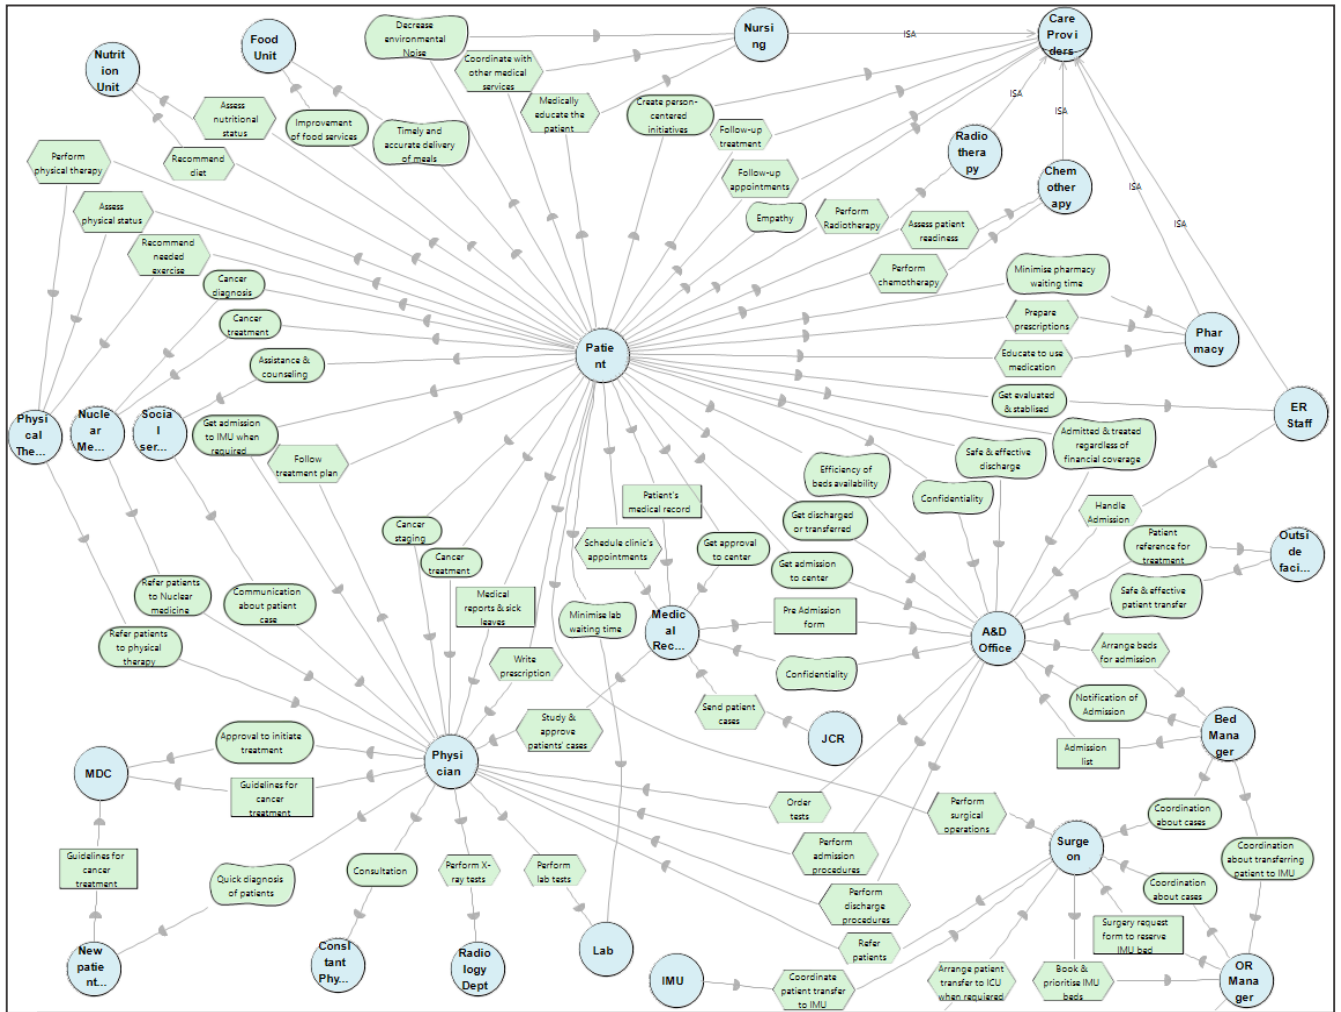 Nutrit
ion
Unit
Food
Unit
Decrease
environmental
Noise
Nursi
ng
ISA
Care
Provi
ders
Coordinate with
other medical
services
Assess
nutritional
status
Improvement
of food services
Timely and
accurate delivery
of meals
Medically
educate the
patient
Create person-
centered
initiatives
Follow-up
treatment
ISA
ISA
Radio
thera
py
Perform
physical therapy
Recommend
diet
Follow-up
appointments
Chem
other
apy
ISA
Assess
physical status
Empathy
Perform
Radiotherapy
Assess patient
readiness
ISA
Recommend
needed
exercise
Cancer
diagnosis
Perform
chemotherapy
Minimise pharmacy
waiting time
Cancer
treatment
Prepare
prescriptions
Phar
macy
Patie
nt
Assistance &
counseling
Educate to use
medication
Get evaluated
& stablised
ER
Staff
Physi
cal
The...
Nucle
ar
Me...
Socia
l
ser...
Get admission
to IMU when
required
Follow
treatment plan
Admitted & treated
regardless of
financial coverage
Safe & effective
discharge
Efficiency of
beds availability
Confidentiality
Patient's
medical record
Handle
Admission
Cancer
staging
Get discharged
or transferred
Cancer
treatment
Schedule clinic's
appointments
Get approval
to center
Patient
reference for
treatment
Outsi
de
faci...
Get admission
to center
Refer patients
to Nuclear
medicine
Communication
about patient
case
Medical
reports & sick
leaves
Minimise lab
waiting time
Medic
al
Rec...
Pre Admission
form
A&D
Office
Safe & effective
patient transfer
Refer patients
to physical
therapy
Write
prescription
Confidentiality
Arrange beds
for admission
Notification of
Admission
Send patient
cases
Study &
approve
patients' cases
JCR
Bed
Mana
ger
Approval to initiate
treatment
Admission
list
MDC
Physi
cian
Guidelines for
cancer
treatment
Order
tests
Perform
surgical
operations
Coordination
about cases
Perform
admission
procedures
Surge
on
Coordination
about transferring
patient to IMU
Guidelines for
cancer
treatment
Quick diagnosis
of patients
Consultation
Perform X-
ray tests
Perform
lab tests
Perform
discharge
procedures
Coordination
about cases
Refer
patients
Surgery request
form to reserve
IMU bed
New
patie
nt...
Consl
tant
Phy...
Radio
logy
Dept
Lab
IMU
Coordinate
patient transfer
to IMU
Arrange patient
transfer to ICU
when requiered
Book &
prioritise IMU
beds
OR
Mana
ger